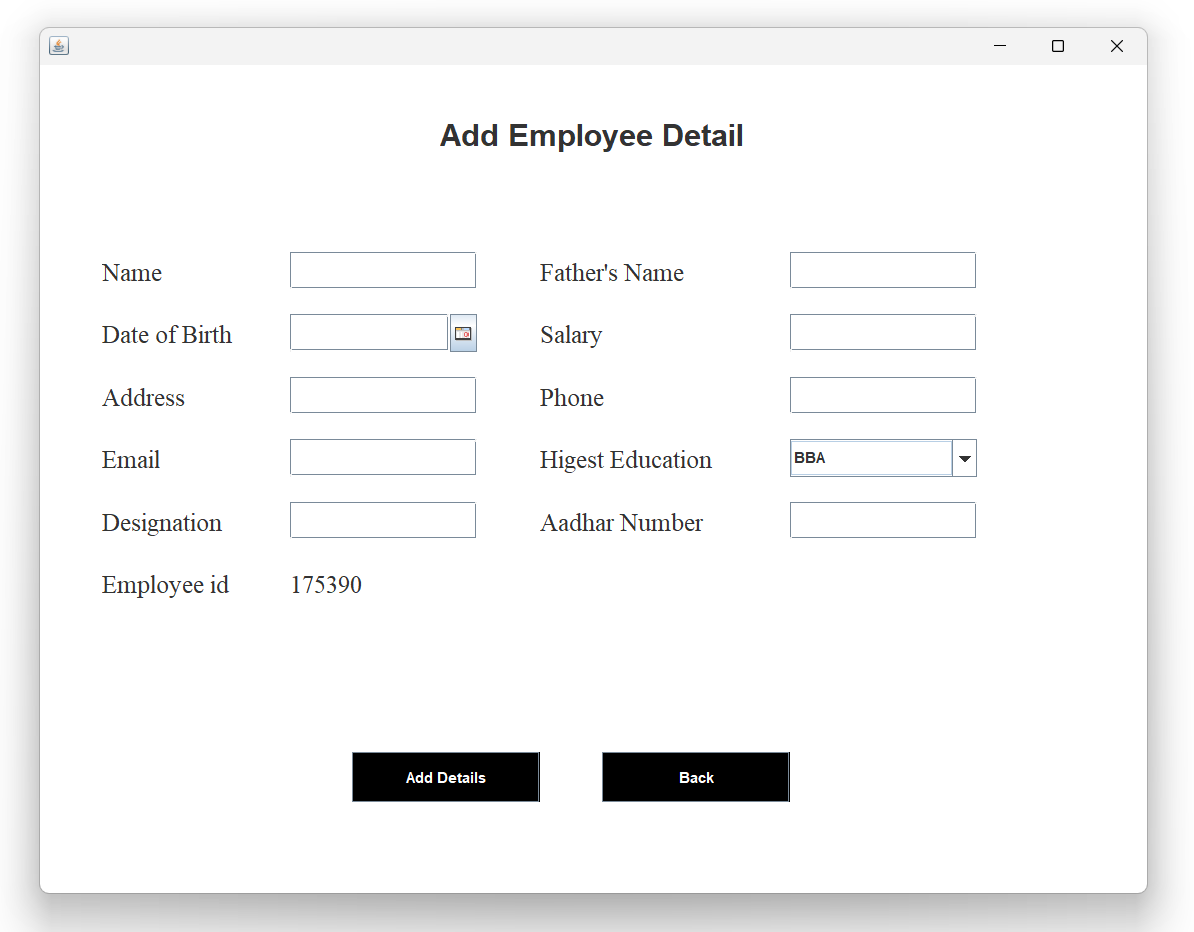 Add Employee Detail
Name
Father's Name
Date of Birth
Salary
Address
Phone
Email
Higest Education
BBA
Designation
Aadhar Number
Employee id
175390
Add Details
Back